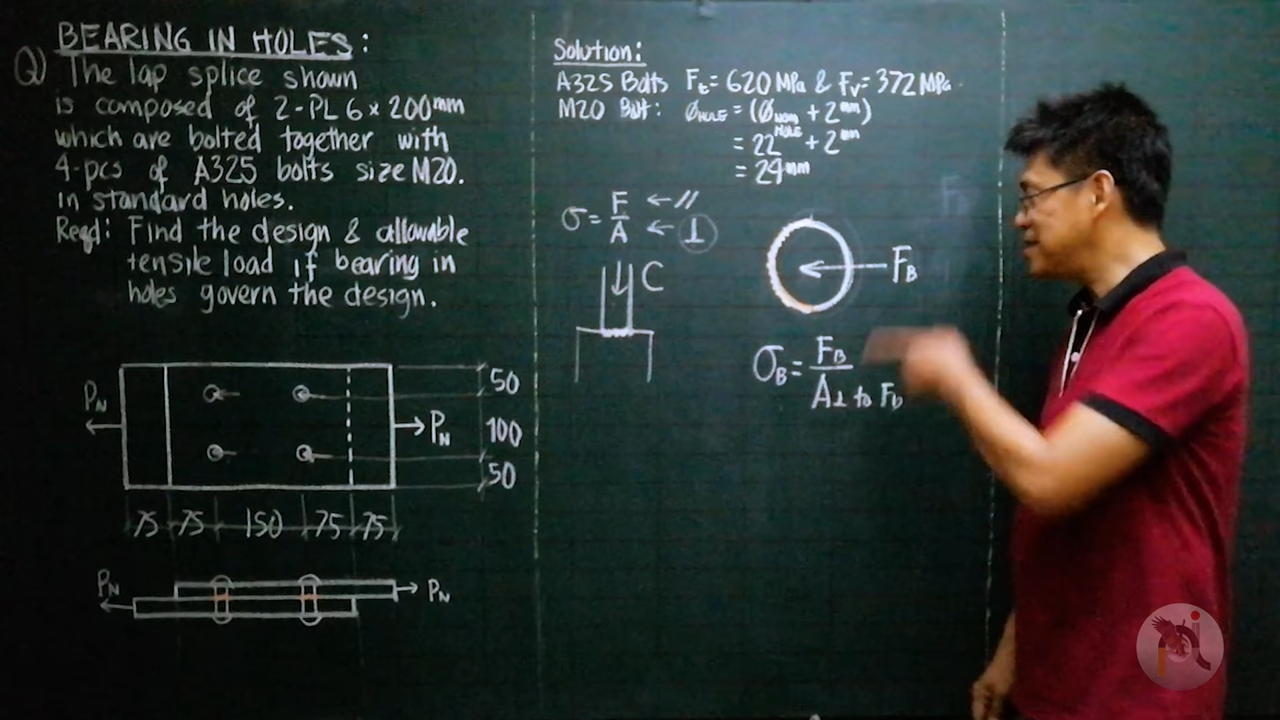 BEARING IN HOLES:
Q) The lap splice shown
is composed of 2-PL 6 x 200mm
which are bolted together with
4-pcs of A325 bolts size M20.
in standard holes.
Reqd: Find the design & allowable
tensile load if bearing in
holes govern the design.
PN
PN
50
100
50
75 75 150 75 75
PN
PN
Solution:
A325 Bolts Ft = 620 MPa & Fv = 372 MPa.
M20 Bolt: ØHOLE = (ØNOM HOLE + 2mm)
= 22 + 2mm
= 24mm
σ = F/A ← //
← ⊥
C
FB
σB = FB
A⊥ to Fb